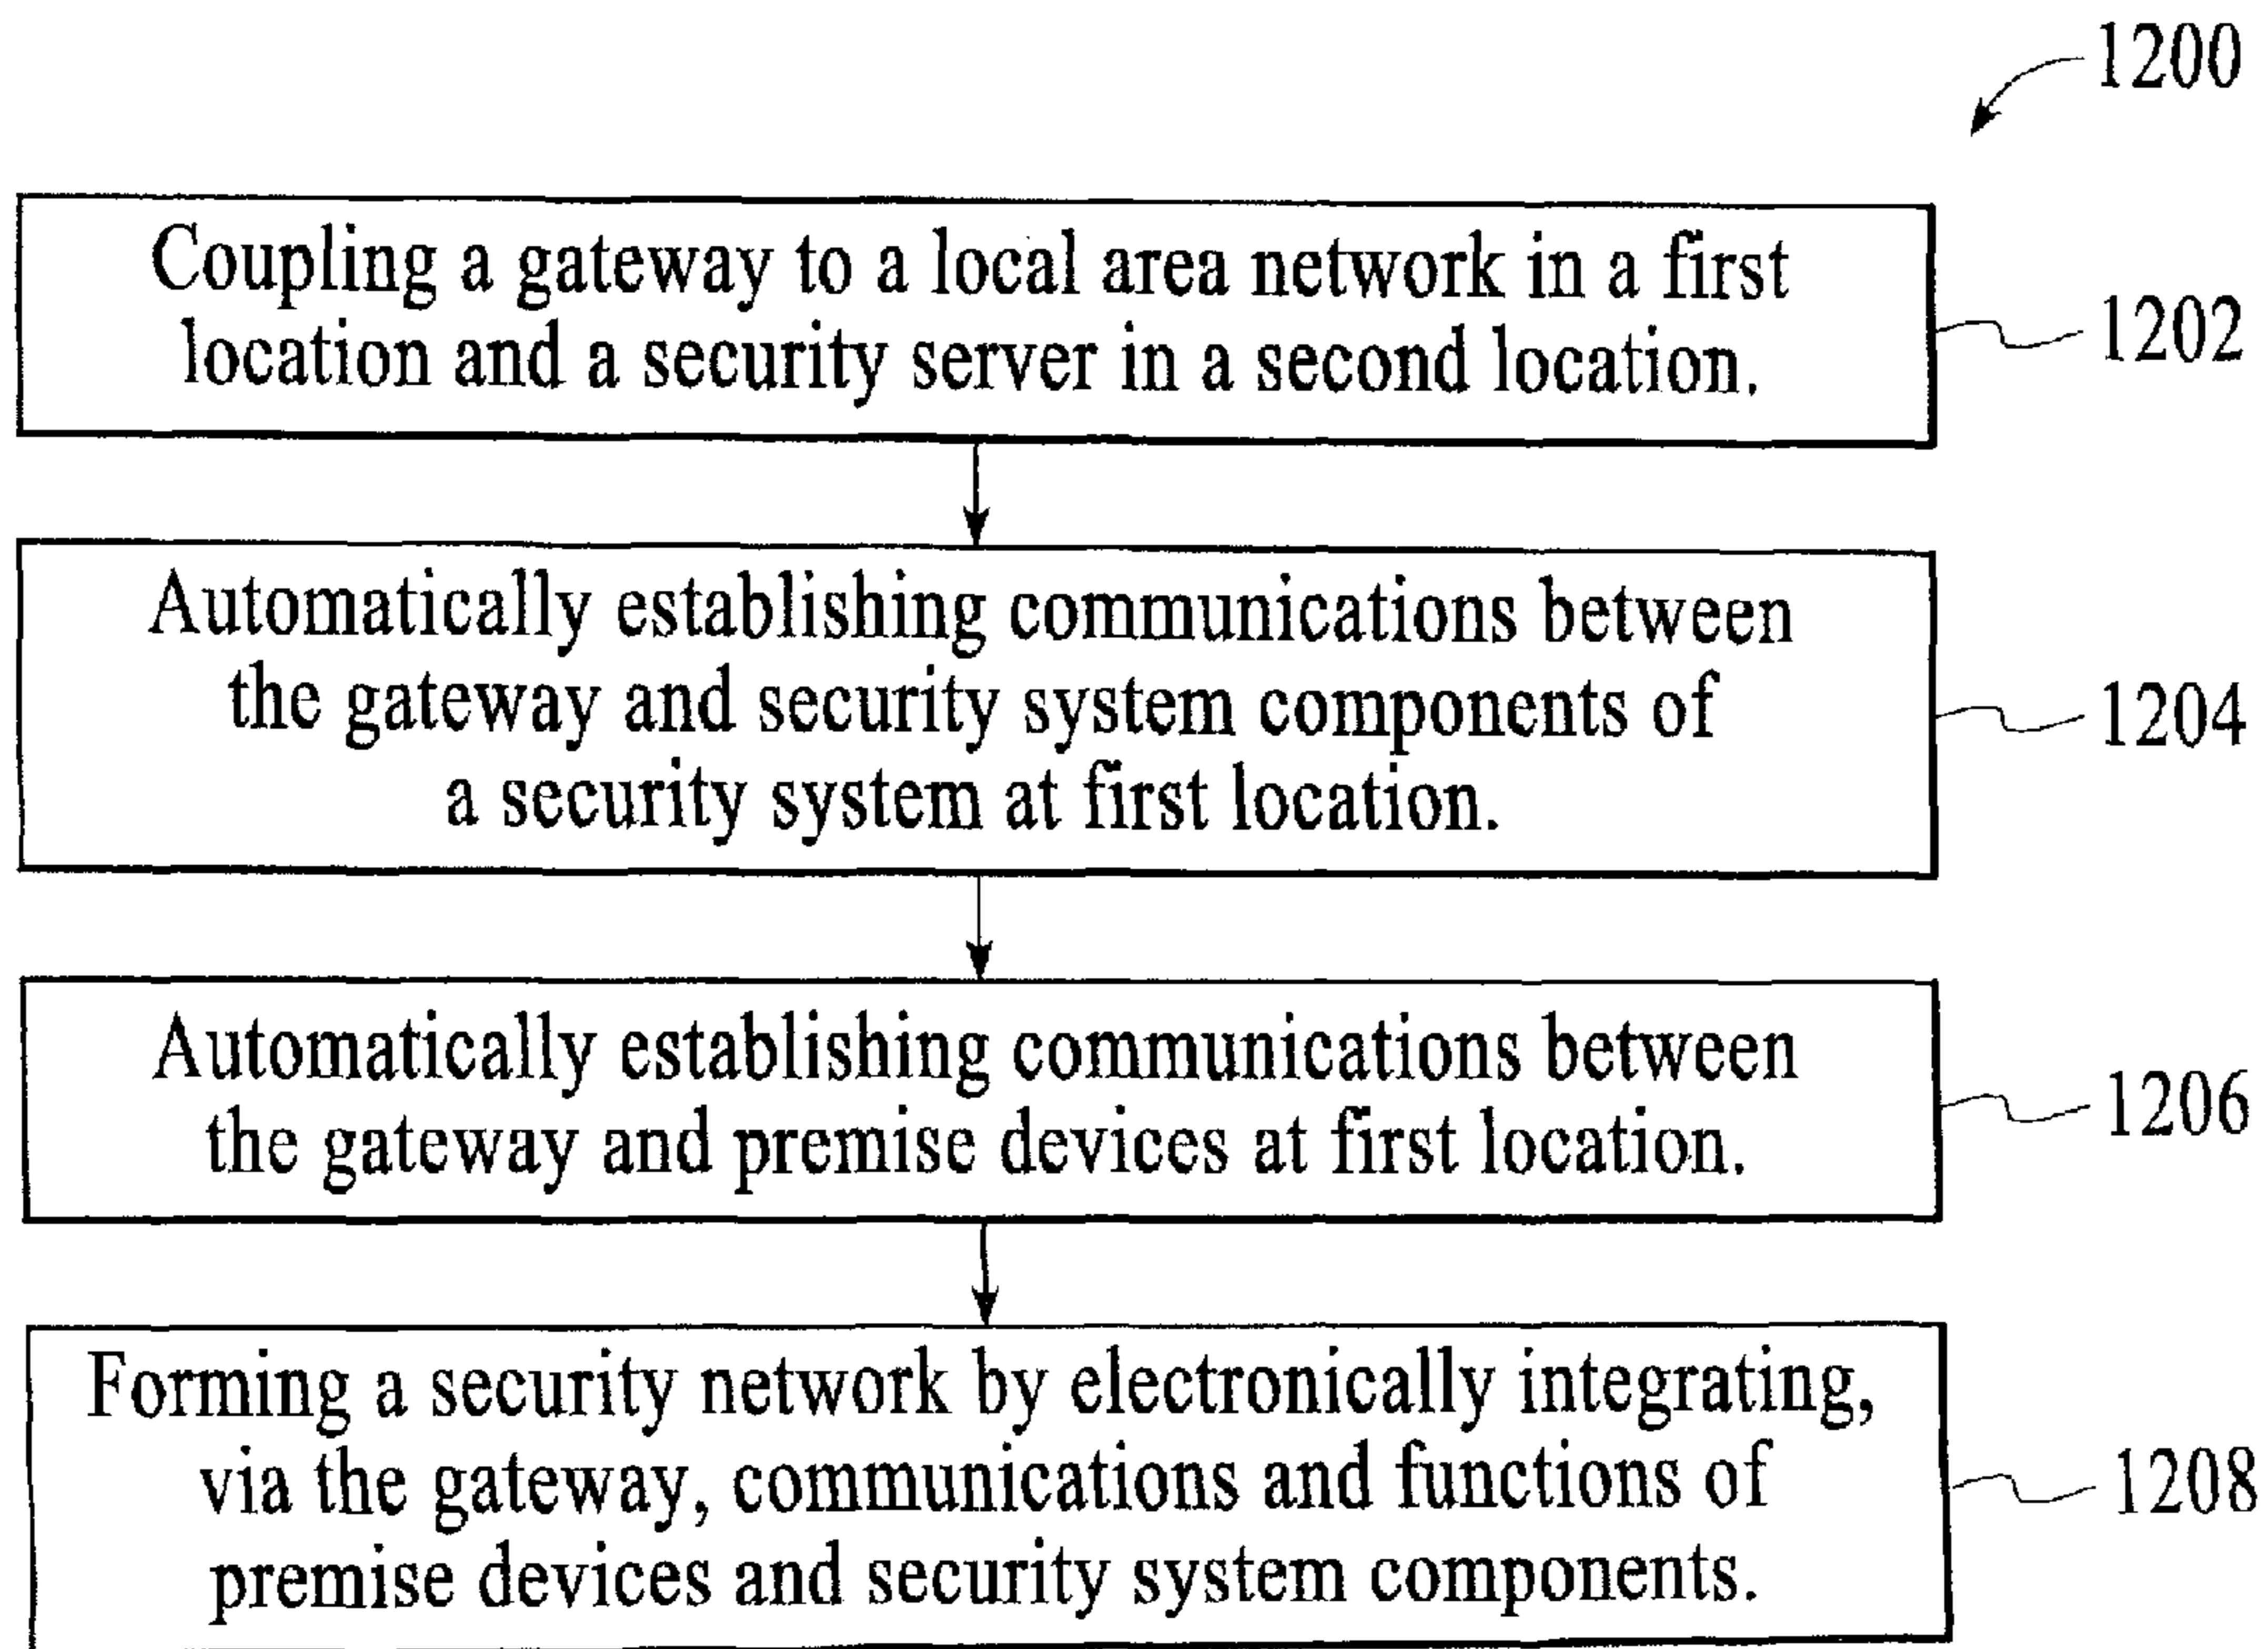 1200
Coupling a gateway to a local area network in a first
location and a security server in a second location.
1202
Automatically establishing communications between
the gateway and security system components of
a security system at first location.
1204
Automatically establishing communications between
the gateway and premise devices at first location.
1206
Forming a security network by electronically integrating,
via the gateway, communications and functions of
premise devices and security system components.
1208